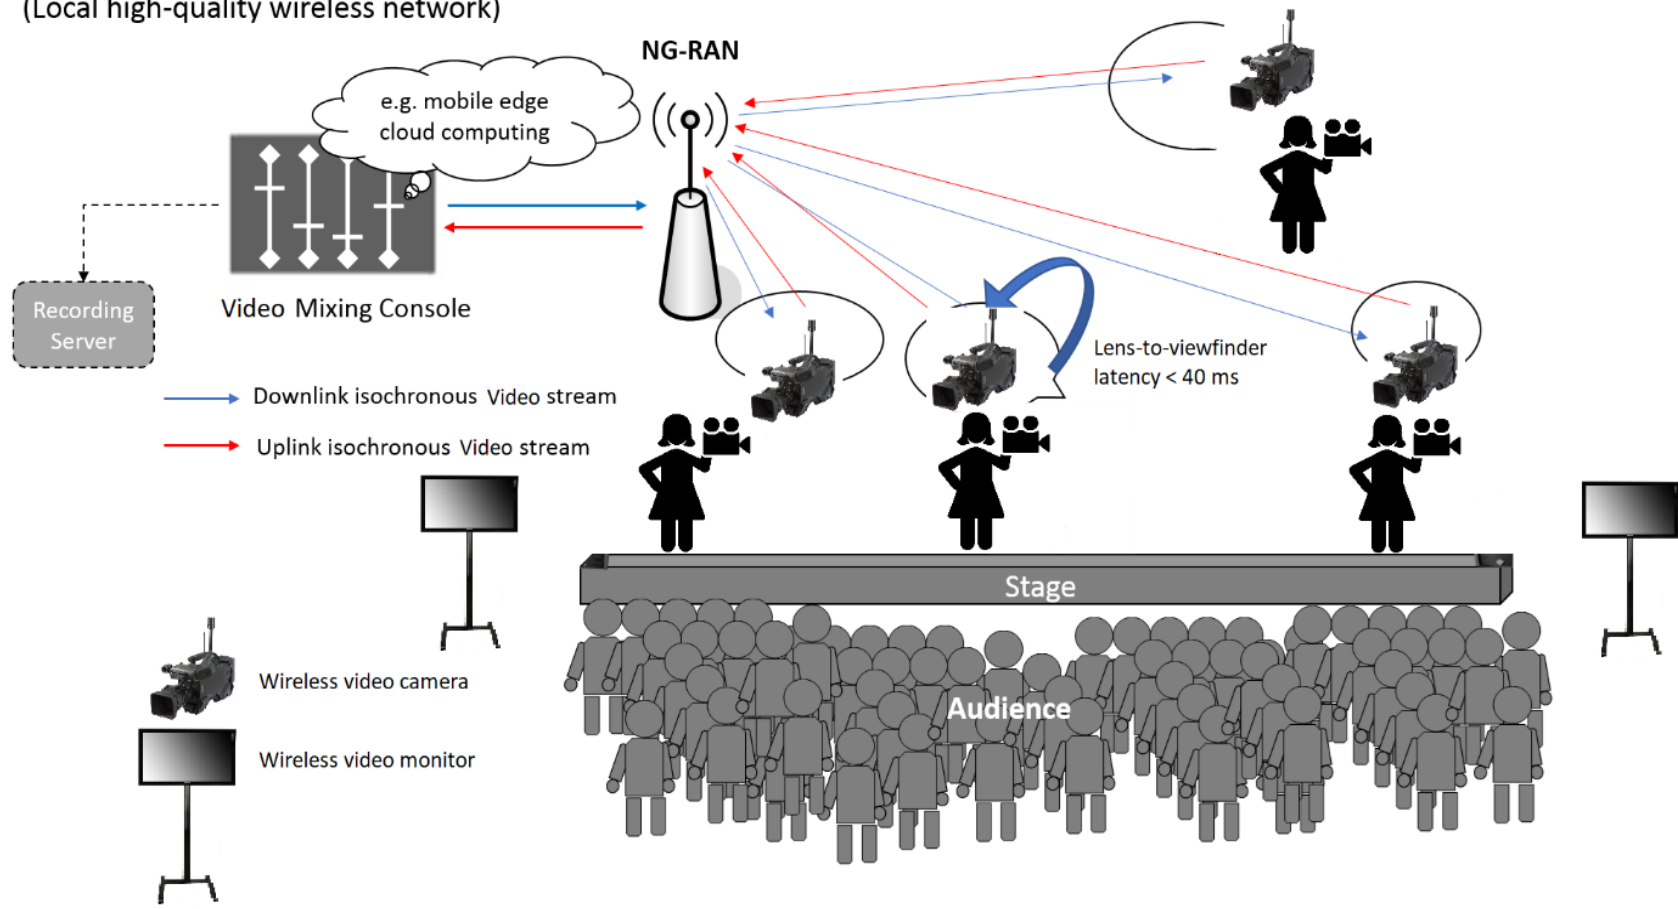 (Local high-quality wireless network)
NG-RAN
e.g. mobile edge
cloud computing
Video Mixing Console
Recording
Server
Lens-to-viewfinder
latency < 40 ms
Downlink isochronous Video stream
Uplink isochronous Video stream
Stage
Audience
Wireless video camera
Wireless video monitor